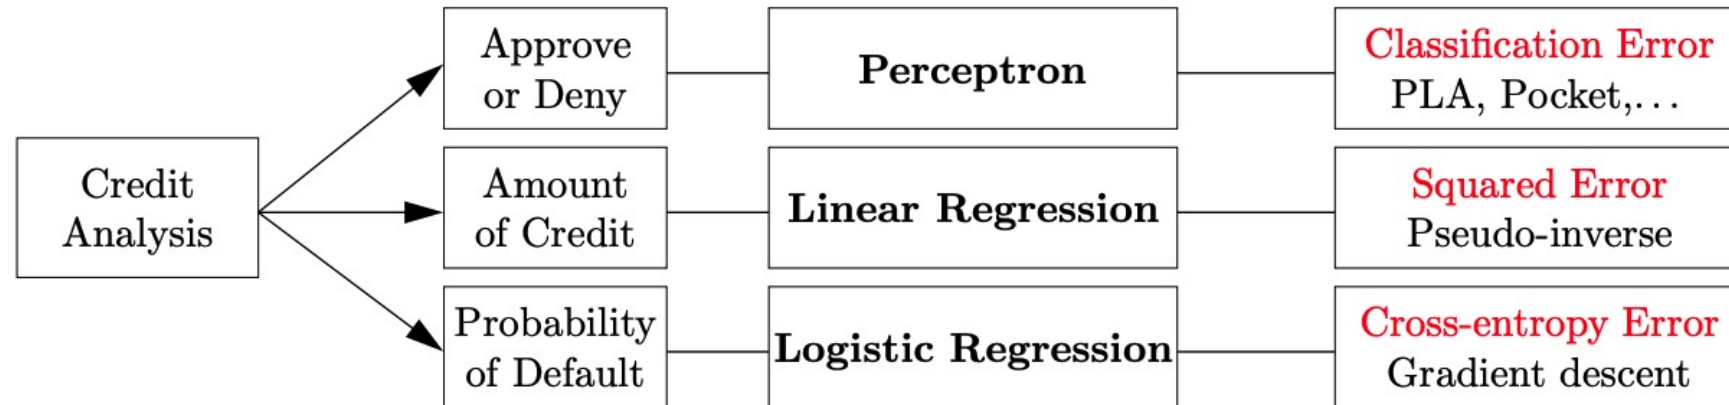 Credit
Analysis
Approve
or Deny
Perceptron
Classification Error
PLA, Pocket,...
Amount
of Credit
Linear Regression
Squared Error
Pseudo-inverse
Probability
of Default
Logistic Regression
Cross-entropy Error
Gradient descent